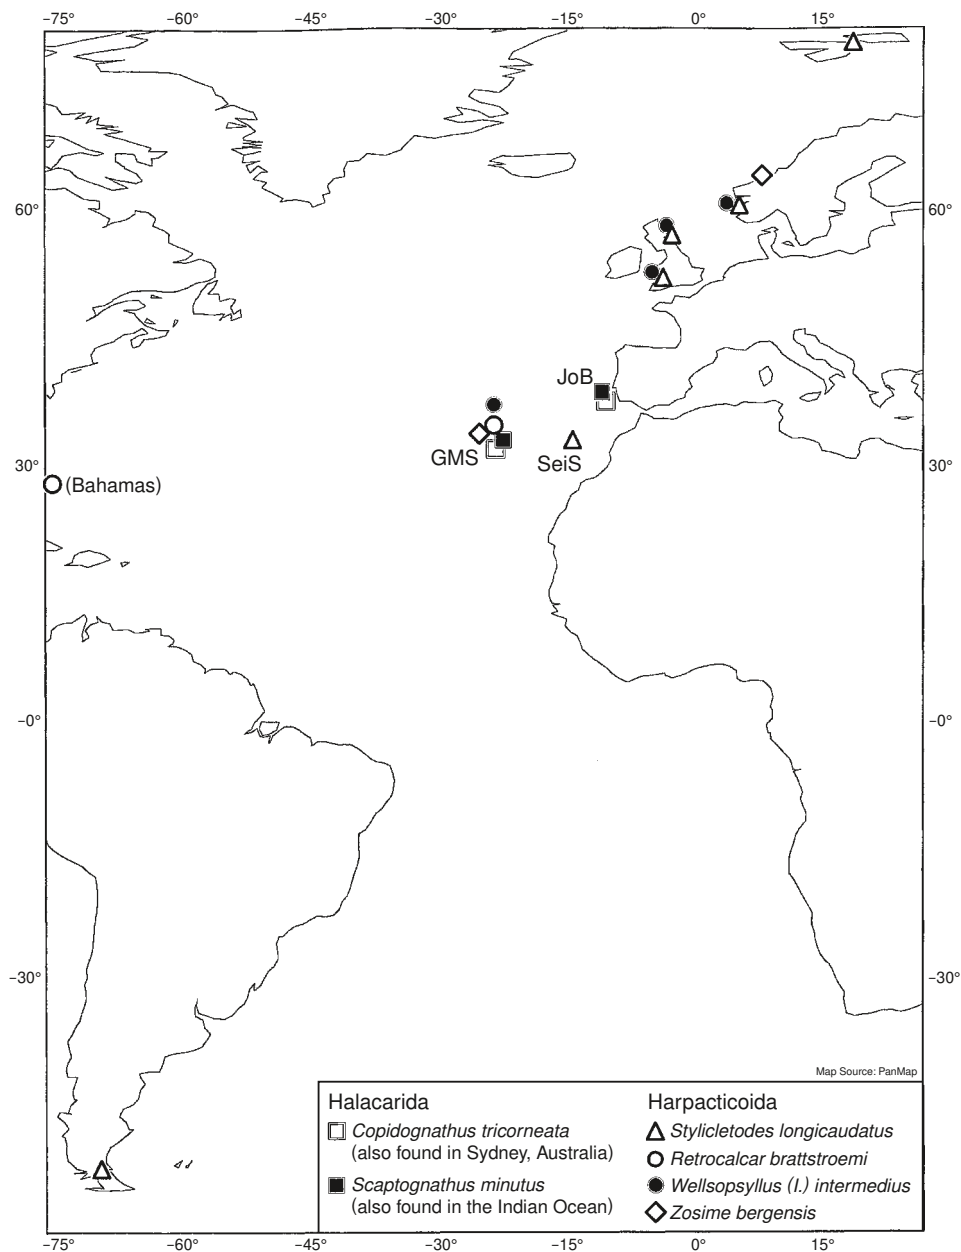 −75° −60° −45° −30° −15° 0° 15°
60° 60°
JoB
GMS SeiS
30° 30°
(Bahamas)
−0° −0°
−30° −30°
Map Source: PanMap
Halacarida
Copidognathus tricorneata
(also found in Sydney, Australia)
Scaptognathus minutus
(also found in the Indian Ocean)
Harpacticoida
Stylicletodes longicaudatus
Retrocalcar brattstroemi
Wellsopsyllus (I.) intermedius
Zosime bergensis
−75° −60° −45° −30° −15° 0° 15°